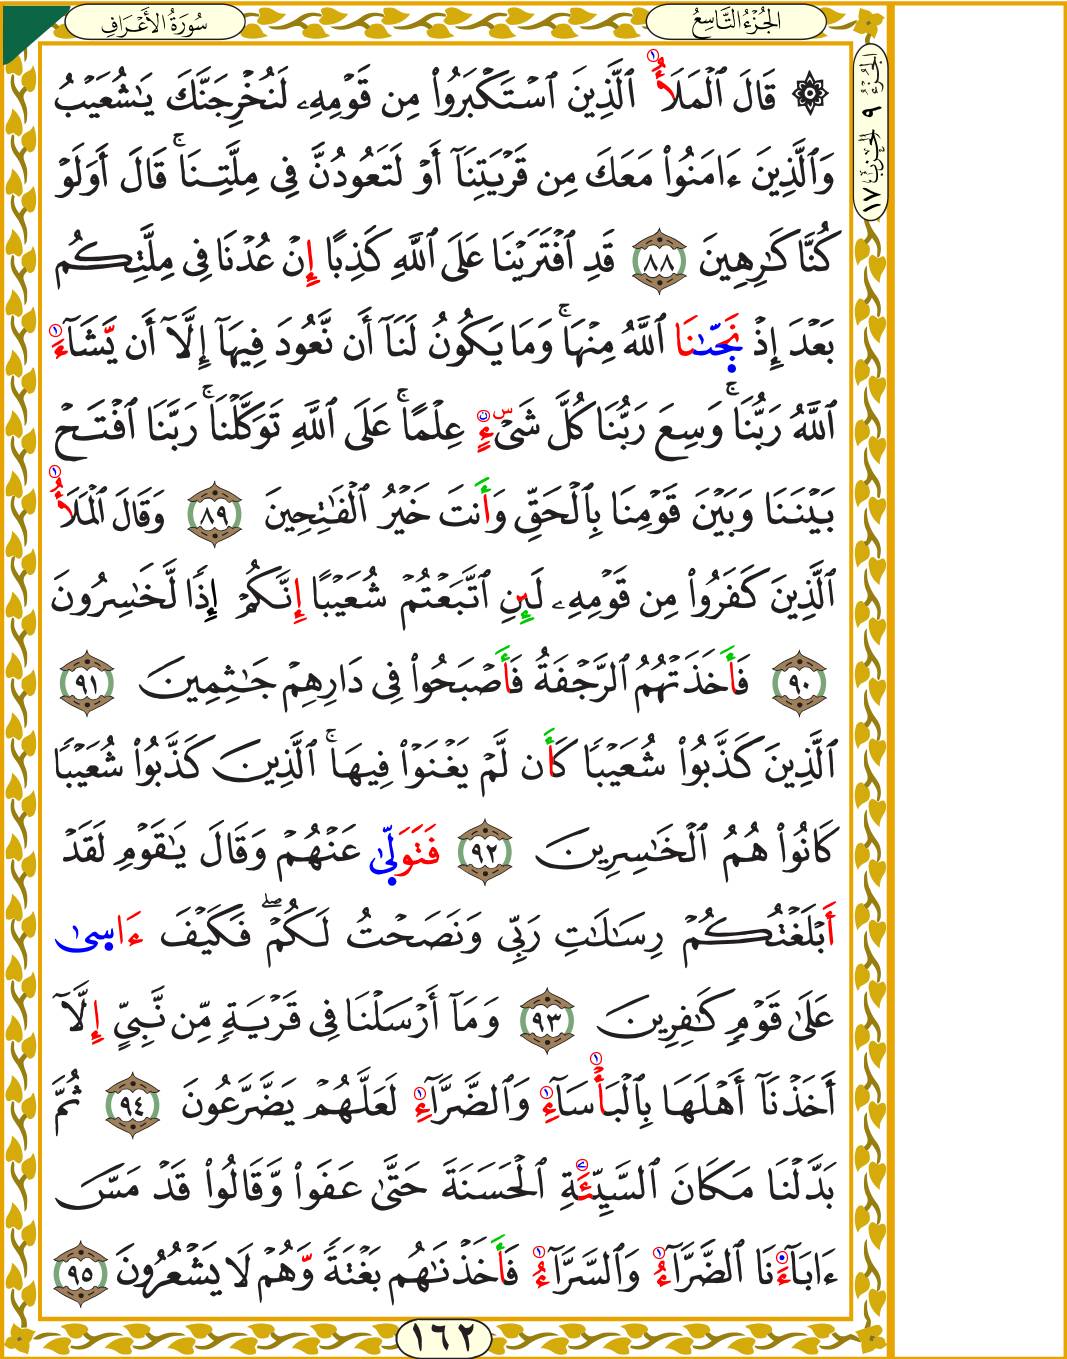 سُورَةُ الأَعْرَافِ
الجُزْءُ التَّاسِعُ
الجُزْءُ ٩ الحِزْبُ ١٧
۞ قَالَ ٱلۡمَلَأُ ٱلَّذِينَ ٱسۡتَكۡبَرُواْ مِن قَوۡمِهِۦ لَنُخۡرِجَنَّكَ يَٰشُعَيۡبُ
وَٱلَّذِينَ ءَامَنُواْ مَعَكَ مِن قَرۡيَتِنَآ أَوۡ لَتَعُودُنَّ فِي مِلَّتِنَاۚ قَالَ أَوَلَوۡ
كُنَّا كَٰرِهِينَ ٨٨ قَدِ ٱفۡتَرَيۡنَا عَلَى ٱللَّهِ كَذِبًا إِنۡ عُدۡنَا فِي مِلَّتِكُم
بَعۡدَ إِذۡ نَجَّىٰنَا ٱللَّهُ مِنۡهَاۚ وَمَا يَكُونُ لَنَآ أَن نَّعُودَ فِيهَآ إِلَّآ أَن يَشَآءَ
ٱللَّهُ رَبُّنَاۚ وَسِعَ رَبُّنَا كُلَّ شَيۡءٍ عِلۡمًاۚ عَلَى ٱللَّهِ تَوَكَّلۡنَاۚ رَبَّنَا ٱفۡتَحۡ
بَيۡنَنَا وَبَيۡنَ قَوۡمِنَا بِٱلۡحَقِّ وَأَنتَ خَيۡرُ ٱلۡفَٰتِحِينَ ٨٩ وَقَالَ ٱلۡمَلَأُ
ٱلَّذِينَ كَفَرُواْ مِن قَوۡمِهِۦ لَئِنِ ٱتَّبَعۡتُمۡ شُعَيۡبًا إِنَّكُمۡ إِذٗا لَّخَٰسِرُونَ
٩٠ فَأَخَذَتۡهُمُ ٱلرَّجۡفَةُ فَأَصۡبَحُواْ فِي دَارِهِمۡ جَٰثِمِينَ ٩١
ٱلَّذِينَ كَذَّبُواْ شُعَيۡبٗا كَأَن لَّمۡ يَغۡنَوۡاْ فِيهَاۚ ٱلَّذِينَ كَذَّبُواْ شُعَيۡبٗا
كَانُواْ هُمُ ٱلۡخَٰسِرِينَ ٩٢ فَتَوَلَّىٰ عَنۡهُمۡ وَقَالَ يَٰقَوۡمِ لَقَدۡ
أَبۡلَغۡتُكُمۡ رِسَٰلَٰتِ رَبِّي وَنَصَحۡتُ لَكُمۡۖ فَكَيۡفَ ءَاسَىٰ
عَلَىٰ قَوۡمٖ كَٰفِرِينَ ٩٣ وَمَآ أَرۡسَلۡنَا فِي قَرۡيَةٖ مِّن نَّبِيٍّ إِلَّآ
أَخَذۡنَآ أَهۡلَهَا بِٱلۡبَأۡسَآءِ وَٱلضَّرَّآءِ لَعَلَّهُمۡ يَضَّرَّعُونَ ٩٤ ثُمَّ
بَدَّلۡنَا مَكَانَ ٱلسَّيِّئَةِ ٱلۡحَسَنَةَ حَتَّىٰ عَفَواْ وَّقَالُواْ قَدۡ مَسَّ
ءَابَآءَنَا ٱلضَّرَّآءُ وَٱلسَّرَّآءُ فَأَخَذۡنَٰهُم بَغۡتَةٗ وَّهُمۡ لَا يَشۡعُرُونَ ٩٥
١٦٢